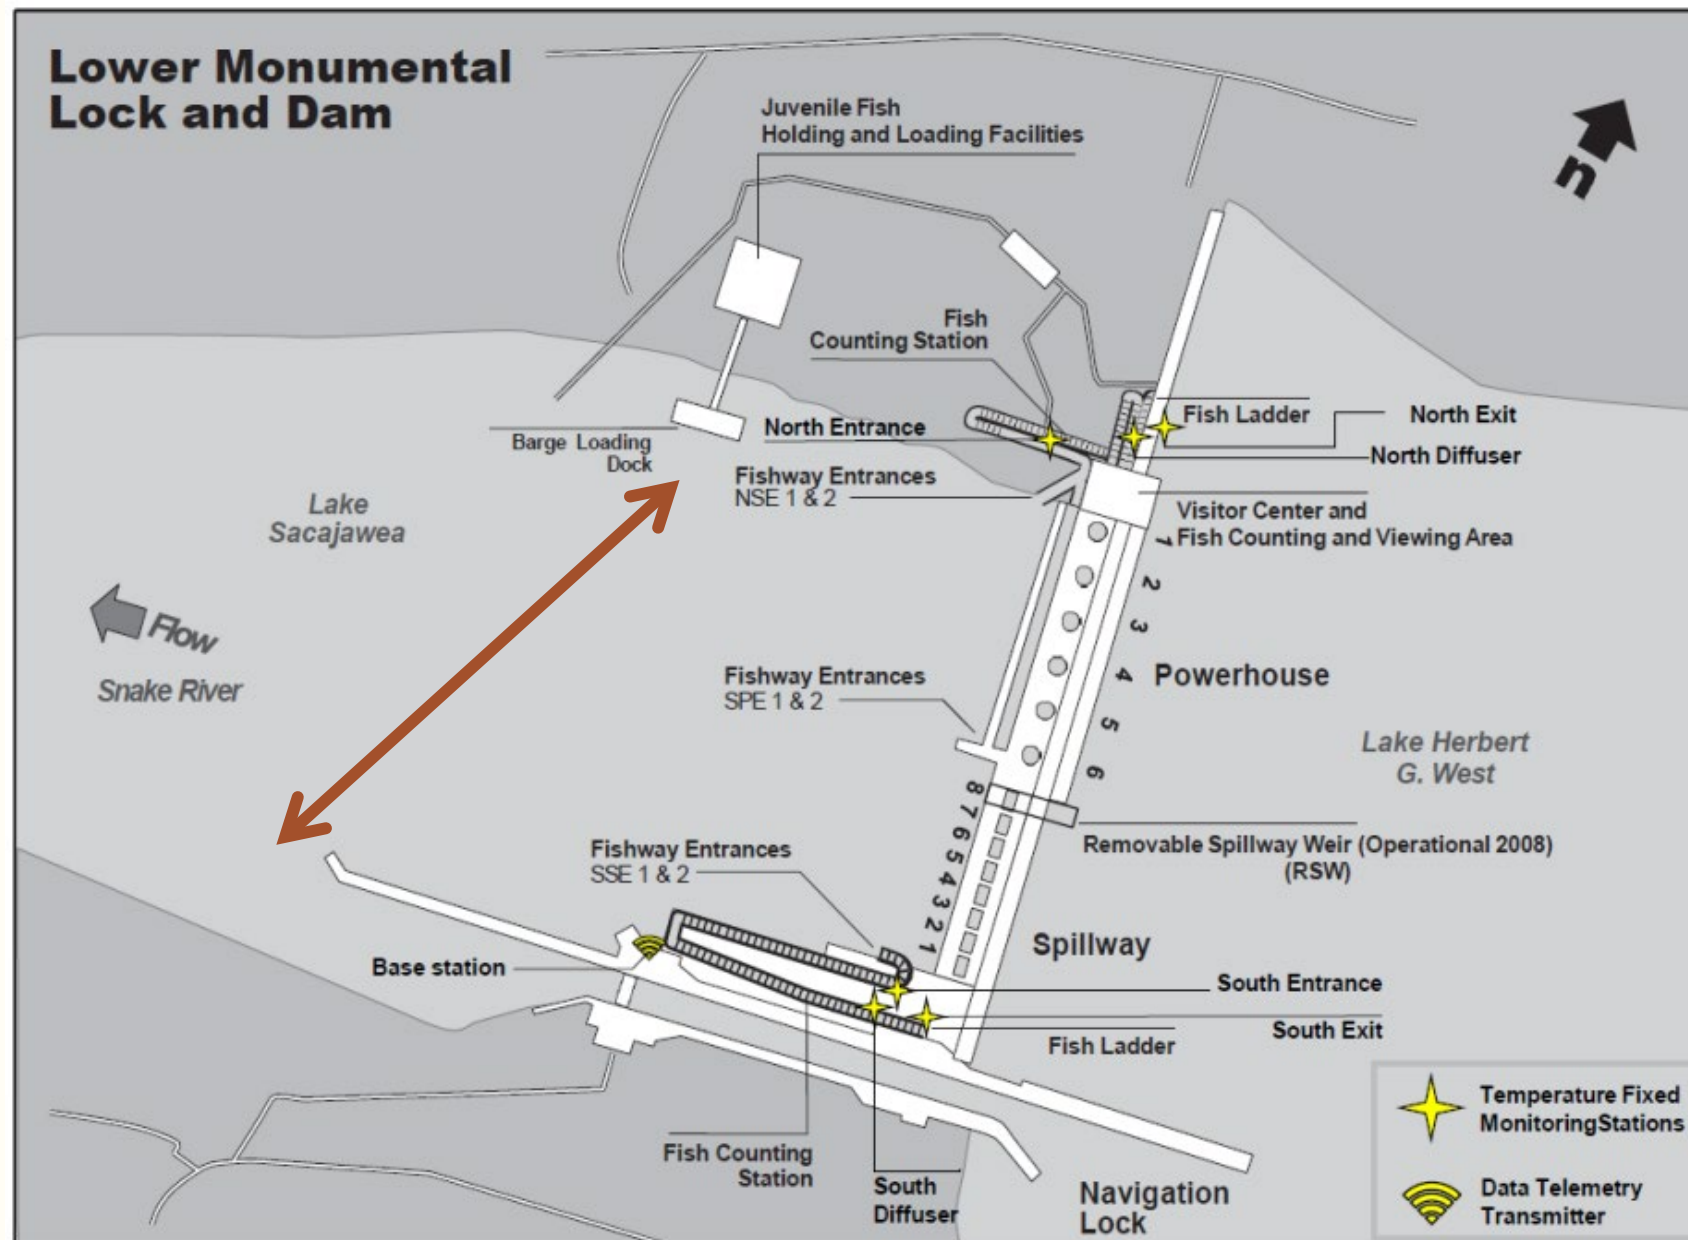 Lower Monumental
Lock and Dam
Juvenile Fish
Holding and Loading Facilities
n
Fish
Counting Station
Fish Ladder
North Exit
North Entrance
North Diffuser
Barge Loading
Dock
Fishway Entrances
NSE 1 & 2
Visitor Center and
Fish Counting and Viewing Area
Lake
Sacajawea
1
2
3
4
5
6
Flow
Snake River
Fishway Entrances
SPE 1 & 2
Powerhouse
Lake Herbert
G. West
8
7
6
5
4
3
2
1
Removable Spillway Weir (Operational 2008)
(RSW)
Fishway Entrances
SSE 1 & 2
Spillway
Base station
South Entrance
South Exit
Fish Ladder
Fish Counting
Station
South
Diffuser
Navigation
Lock
Temperature Fixed
MonitoringStations
Data Telemetry
Transmitter